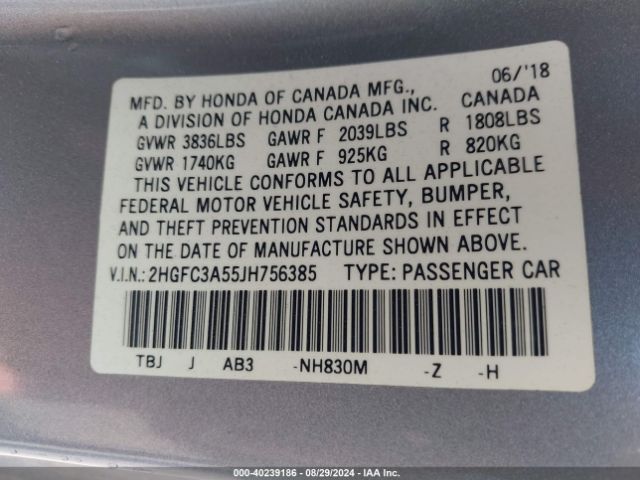 06/'18
MFD. BY HONDA OF CANADA MFG.,
A DIVISION OF HONDA CANADA INC. CANADA
GVWR 3836LBS GAWR F 2039LBS R 1808LBS
GVWR 1740KG GAWR F 925KG R 820KG
THIS VEHICLE CONFORMS TO ALL APPLICABLE
FEDERAL MOTOR VEHICLE SAFETY, BUMPER,
AND THEFT PREVENTION STANDARDS IN EFFECT
ON THE DATE OF MANUFACTURE SHOWN ABOVE.
V.I.N.:2HGFC3A55JH756385 TYPE: PASSENGER CAR
TBJ J AB3 -NH830M -Z -H
000-40239186 - 08/29/2024 - IAA Inc.